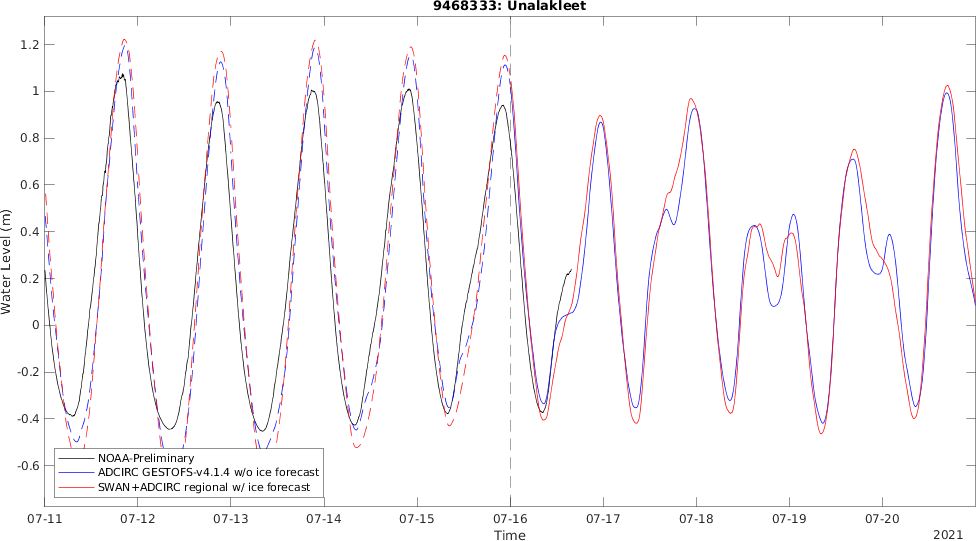 9468333: Unalakleet
Water Level (m)
1.2
1
0.8
0.6
0.4
0.2
0
-0.2
-0.4
-0.6
NOAA-Preliminary
ADCIRC GESTOFS-v4.1.4 w/o ice forecast
SWAN+ADCIRC regional w/ ice forecast
07-11 07-12 07-13 07-14 07-15 07-16 07-17 07-18 07-19 07-20
Time
2021